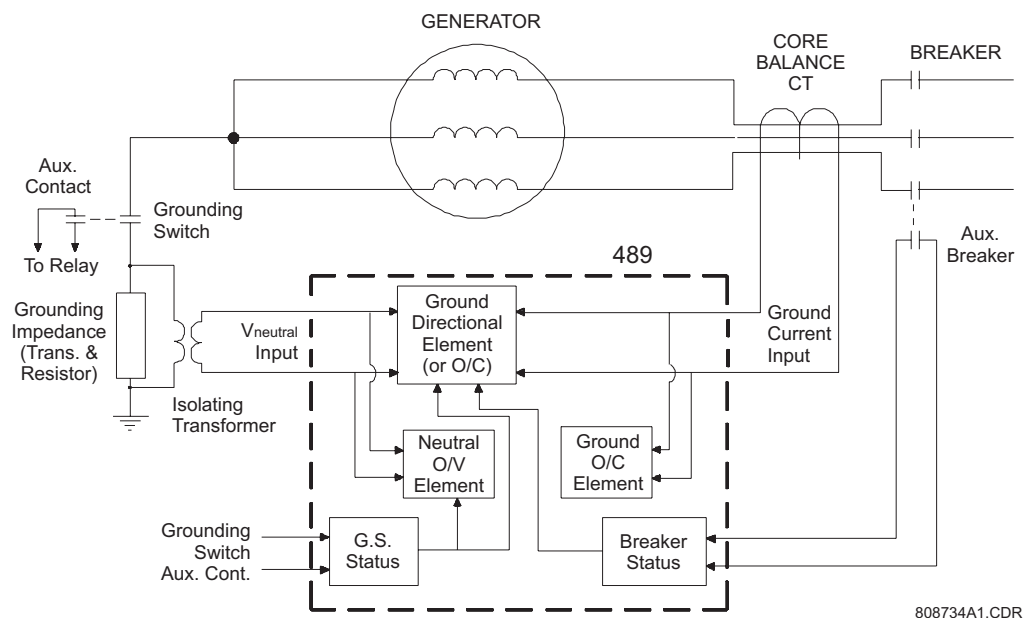 GENERATOR
CORE
BALANCE
CT
BREAKER
Aux.
Contact
Grounding
Switch
To Relay
Aux.
Breaker
489
Grounding
Impedance
(Trans. &
Resistor)
Vneutral
Input
Ground
Directional
Element
(or O/C)
Ground
Current
Input
Isolating
Transformer
Neutral
O/V
Element
Ground
O/C
Element
Grounding
Switch
Aux. Cont.
G.S.
Status
Breaker
Status
808734A1.CDR